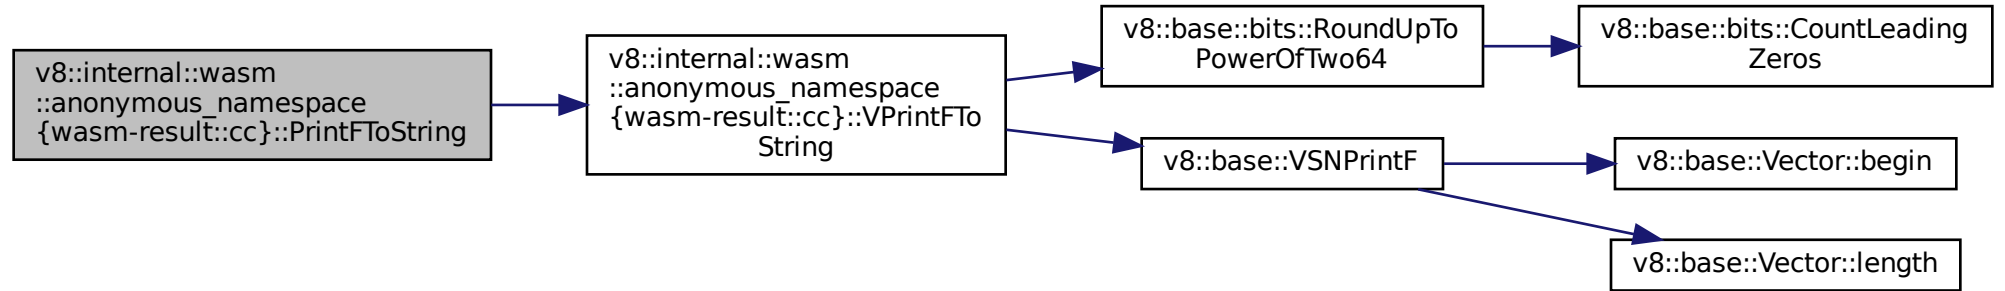 v8::internal::wasm
::anonymous_namespace
{wasm-result::cc}::PrintFToString
v8::internal::wasm
::anonymous_namespace
{wasm-result::cc}::VPrintFTo
String
v8::base::bits::RoundUpTo
PowerOfTwo64
v8::base::bits::CountLeading
Zeros
v8::base::VSNPrintF
v8::base::Vector::begin
v8::base::Vector::length